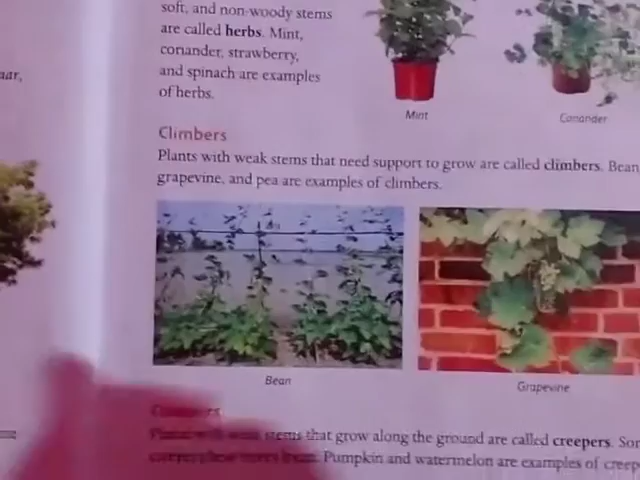 soft, and non-woody stems
are called herbs. Mint,
coriander, strawberry,
and spinach are examples
of herbs.
aar,
Mint
Coriander
Climbers
Plants with weak stems that need support to grow are called climbers. Bean,
grapevine, and pea are examples of climbers.
Bean
Grapevine
stems that grow along the ground are called creepers.
Pumpkin and watermelon are examples of